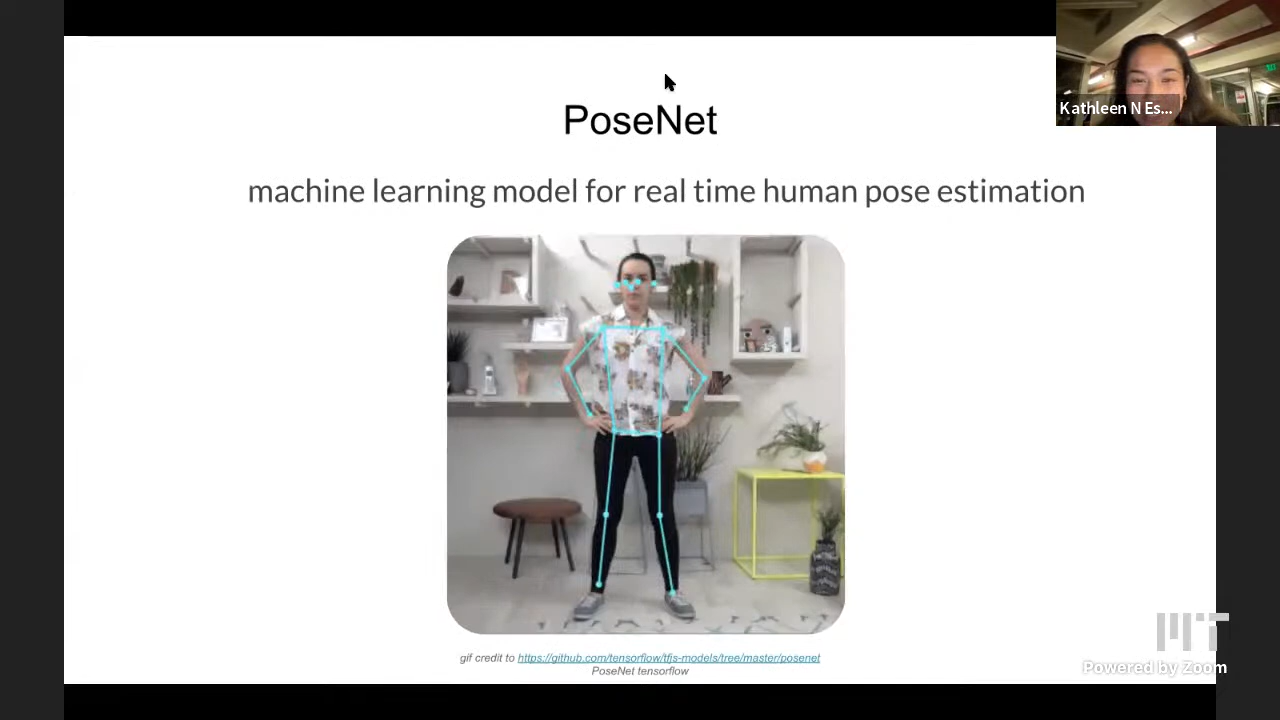 PoseNet
Kathleen N Es...
machine learning model for real time human pose estimation
gif credit to https://github.com/tensorflow/tfjs-models/tree/master/posenet
PoseNet tensorflow
MIT
Powered by Zoom